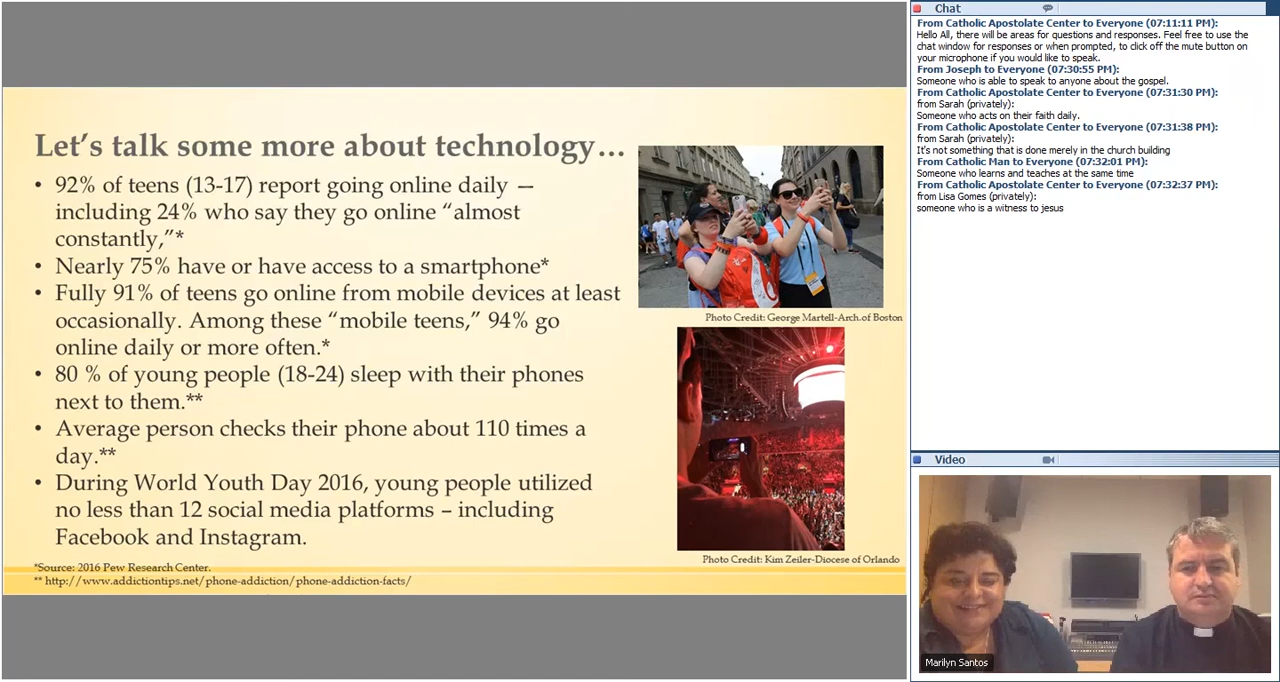 Let's talk some more about technology…
• 92% of teens (13-17) report going online daily —
including 24% who say they go online “almost
constantly,”*
• Nearly 75% have or have access to a smartphone*
• Fully 91% of teens go online from mobile devices at least
occasionally. Among these “mobile teens,” 94% go
online daily or more often.*
• 80 % of young people (18-24) sleep with their phones
next to them.**
• Average person checks their phone about 110 times a
day.**
• During World Youth Day 2016, young people utilized
no less than 12 social media platforms – including
Facebook and Instagram.
*Source: 2016 Pew Research Center.
** http://www.addictiontips.net/phone-addiction/phone-addiction-facts/
Photo Credit: George Martell-Arch.of Boston
Photo Credit: Kim Zeiler-Diocese of Orlando
Chat
From Catholic Apostolate Center to Everyone (07:11:11 PM):
Hello All, there will be areas for questions and responses. Feel free to use the
chat window for responses or when prompted, to click off the mute button on
your microphone if you would like to speak.
From Joseph to Everyone (07:30:55 PM):
Someone who is able to speak to anyone about the gospel.
From Catholic Apostolate Center to Everyone (07:31:30 PM):
from Sarah (privately):
Someone who acts on their faith daily.
From Catholic Apostolate Center to Everyone (07:31:38 PM):
from Sarah (privately):
It's not something that is done merely in the church building
From Catholic Man to Everyone (07:32:01 PM):
Someone who learns and teaches at the same time
From Catholic Apostolate Center to Everyone (07:32:37 PM):
from Lisa Gomes (privately):
someone who is a witness to jesus
Video
Marilyn Santos